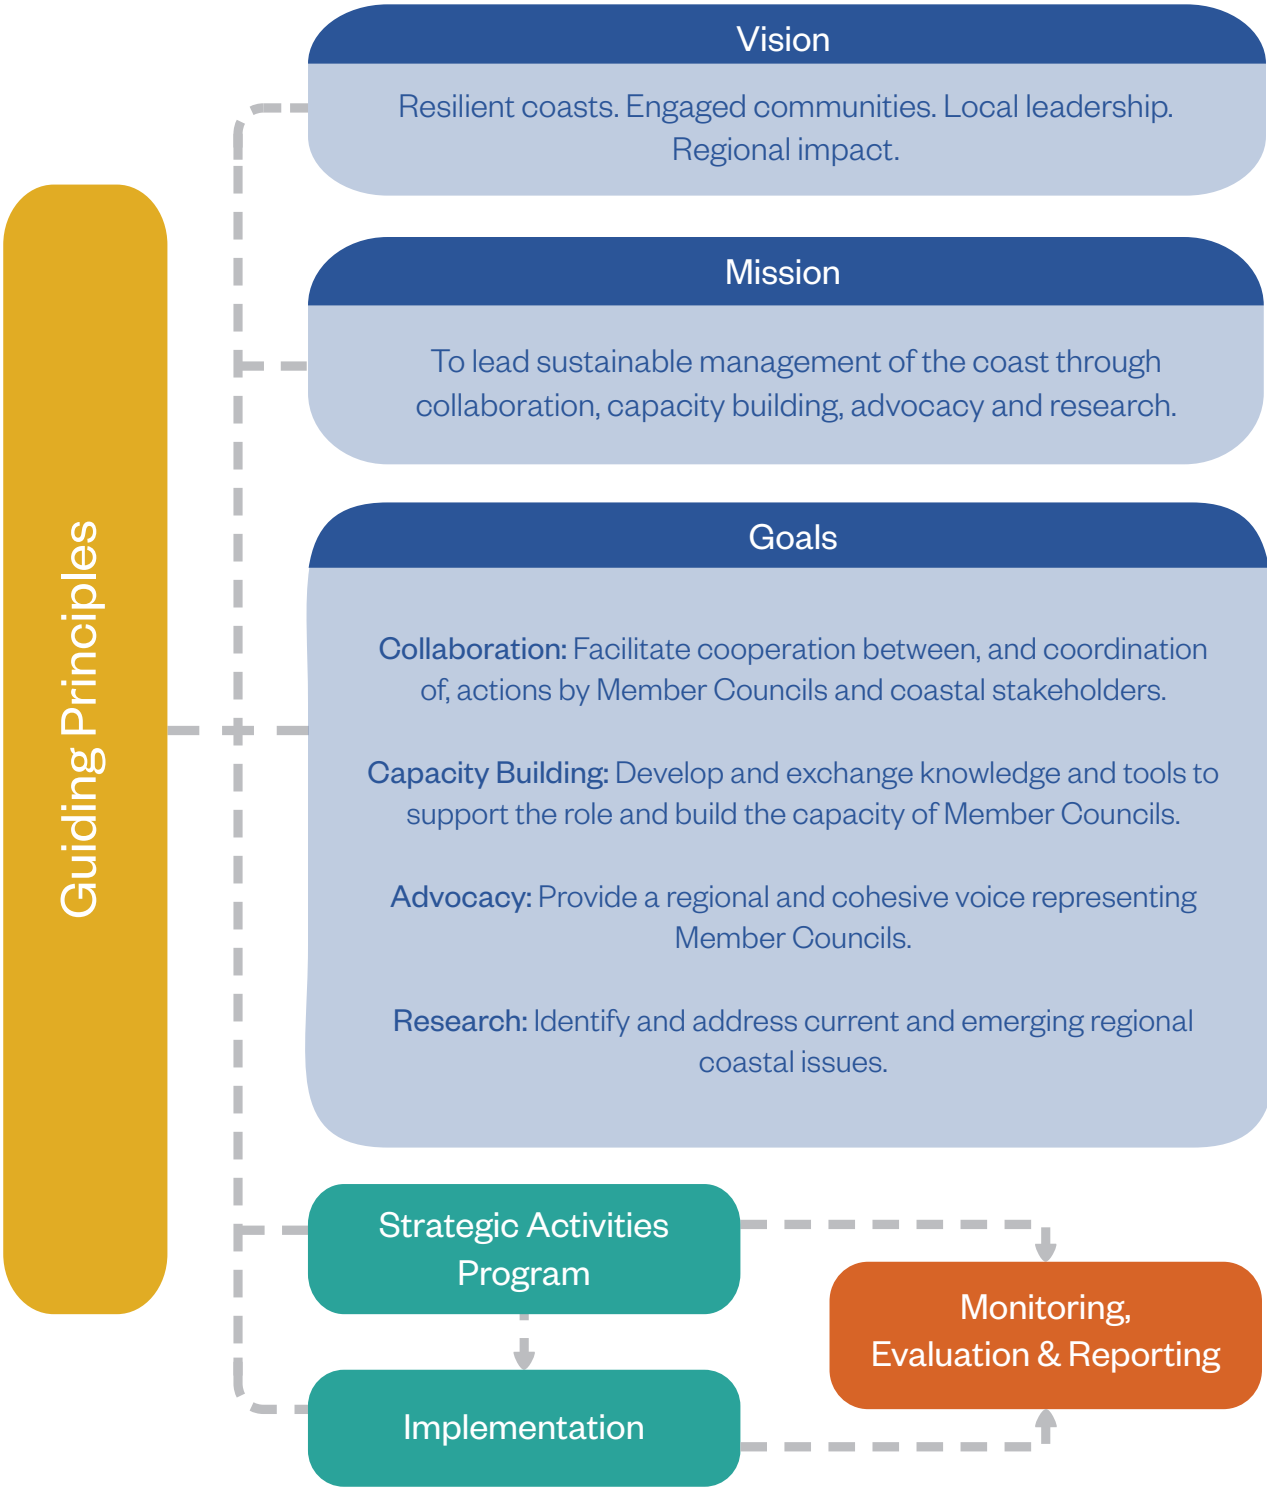 Vision
Resilient coasts. Engaged communities. Local leadership.
Regional impact.
Mission
To lead sustainable management of the coast through
collaboration, capacity building, advocacy and research.
Guiding Principles
Goals
Collaboration: Facilitate cooperation between, and coordination
of, actions by Member Councils and coastal stakeholders.
Capacity Building: Develop and exchange knowledge and tools to
support the role and build the capacity of Member Councils.
Advocacy: Provide a regional and cohesive voice representing
Member Councils.
Research: Identify and address current and emerging regional
coastal issues.
Strategic Activities
Program
Monitoring,
Evaluation & Reporting
Implementation